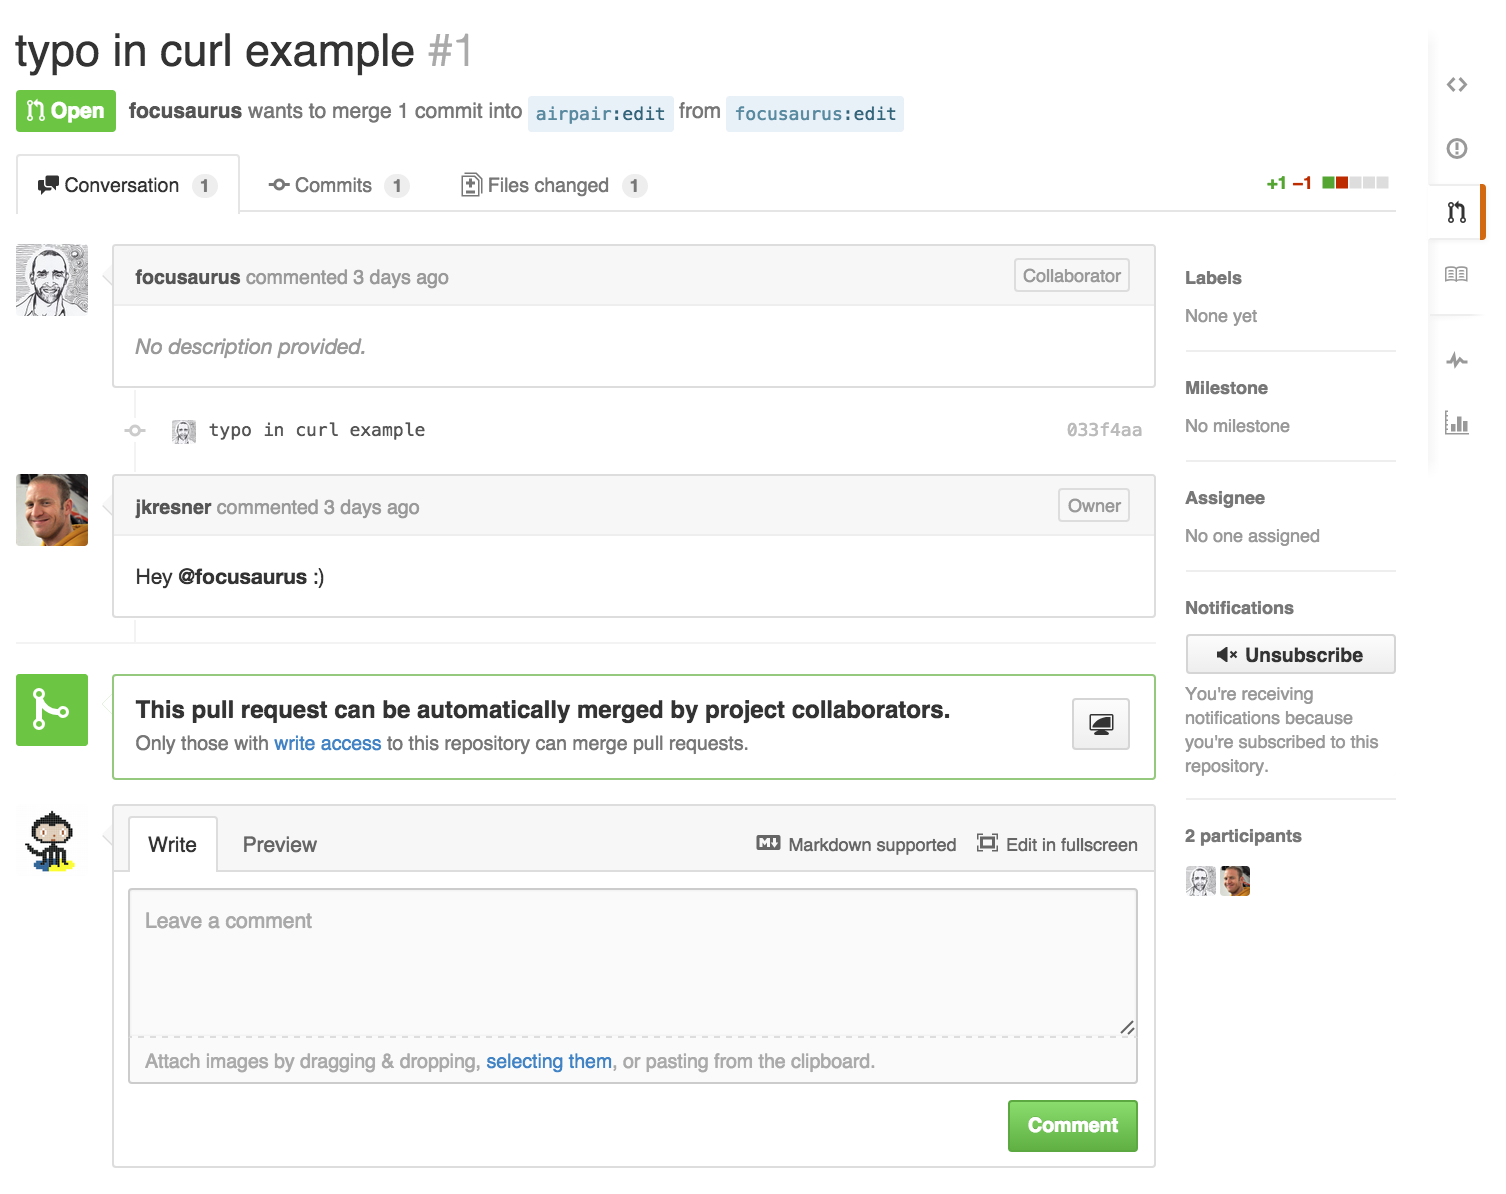 typo in curl example #1
Open focusaurus wants to merge 1 commit into airpair:edit from focusaurus:edit
Conversation 1 Commits 1 Files changed 1 +1 −1
focusaurus commented 3 days ago Collaborator
No description provided.
typo in curl example 033f4aa
jkresner commented 3 days ago Owner
Hey @focusaurus :)
This pull request can be automatically merged by project collaborators.
Only those with write access to this repository can merge pull requests.
Write Preview Markdown supported Edit in fullscreen
Leave a comment
Attach images by dragging & dropping, selecting them, or pasting from the clipboard.
Comment
Labels
None yet
Milestone
No milestone
Assignee
No one assigned
Notifications
Unsubscribe
You're receiving
notifications because
you're subscribed to this
repository.
2 participants